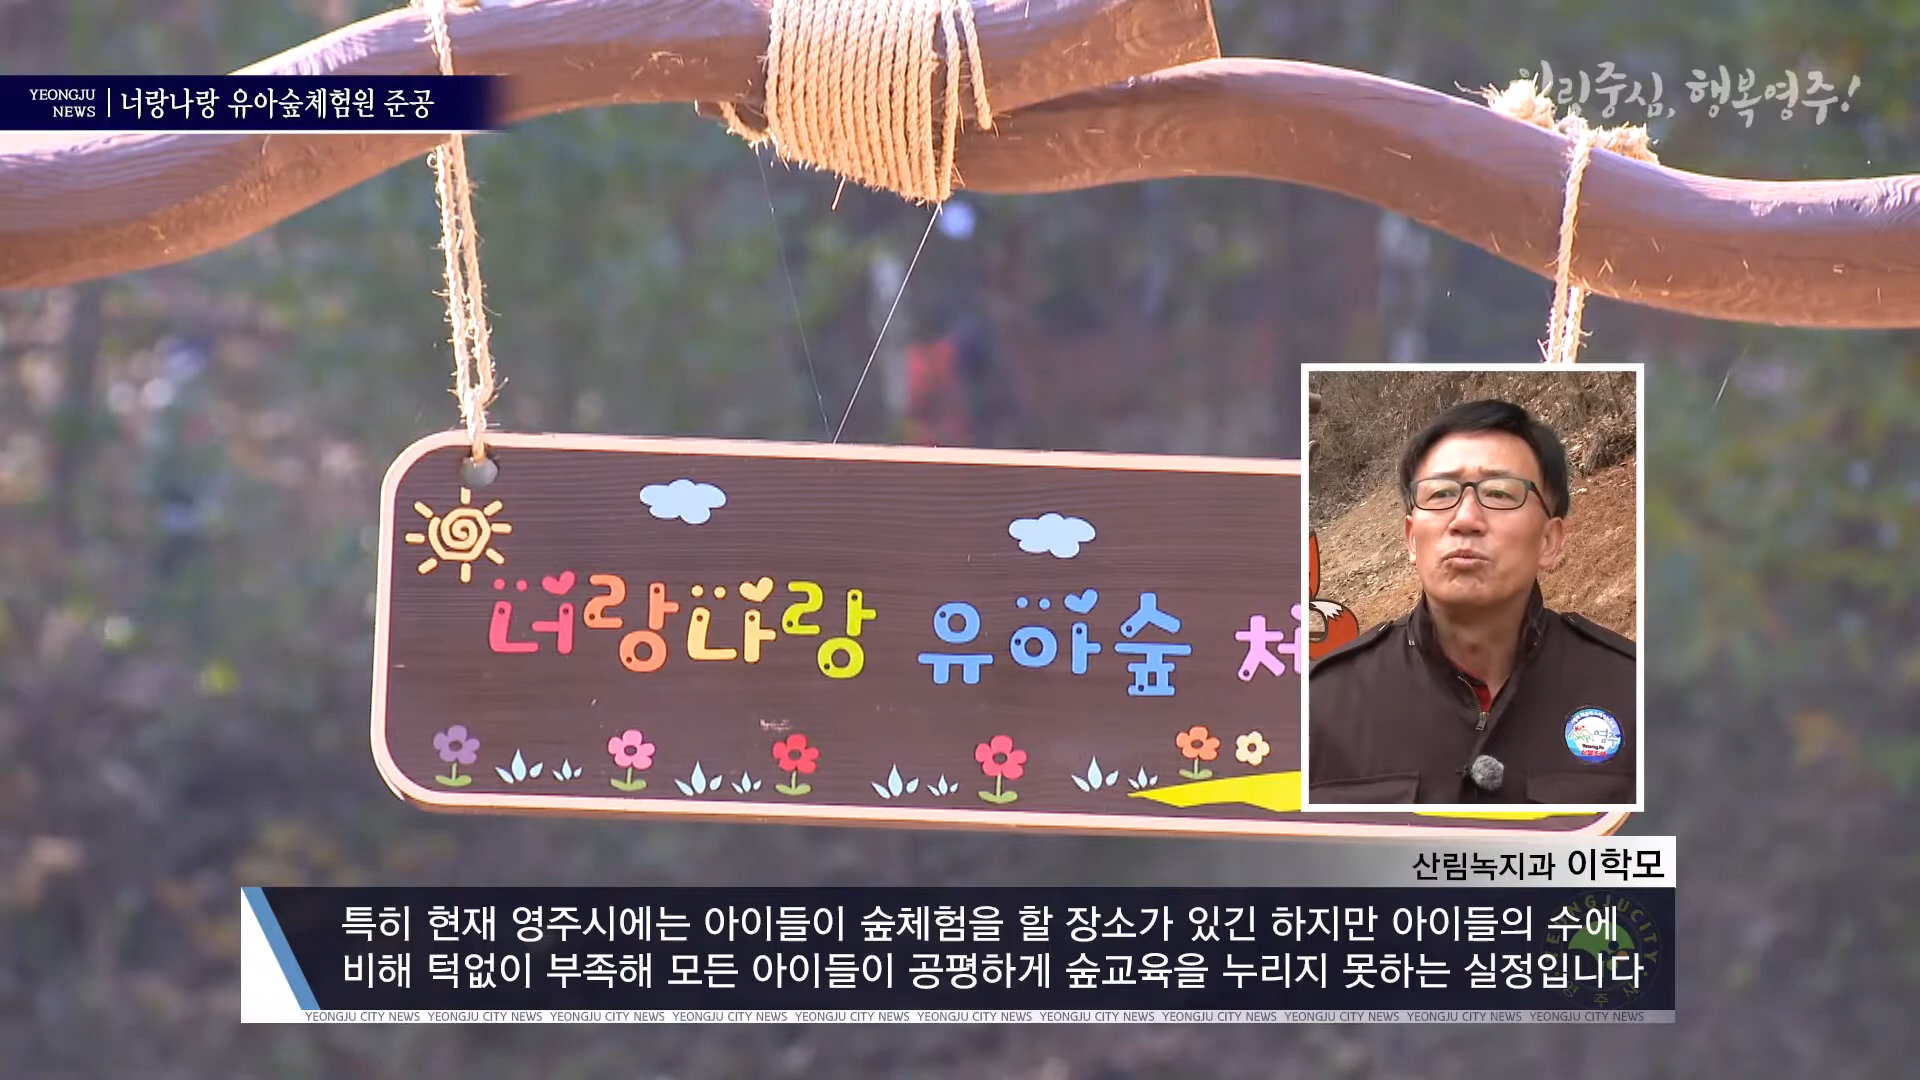 YEONGJU
NEWS
너랑나랑 유아숲체험원 준공
힐링중심, 행복영주!
너랑나랑 유아숲 체
영주
YeongJu
산림녹지과 이학모
특히 현재 영주시에는 아이들이 숲체험을 할 장소가 있긴 하지만 아이들의 수에
비해 턱없이 부족해 모든 아이들이 공평하게 숲교육을 누리지 못하는 실정입니다
YEONGJU CITY NEWS YEONGJU CITY NEWS YEONGJU CITY NEWS YEONGJU CITY NEWS YEONGJU CITY NEWS YEONGJU CITY NEWS YEONGJU CITY NEWS YEONGJU CITY NEWS YEONGJU CITY NEWS YEONGJU CITY NEWS YEONGJU CITY NEWS